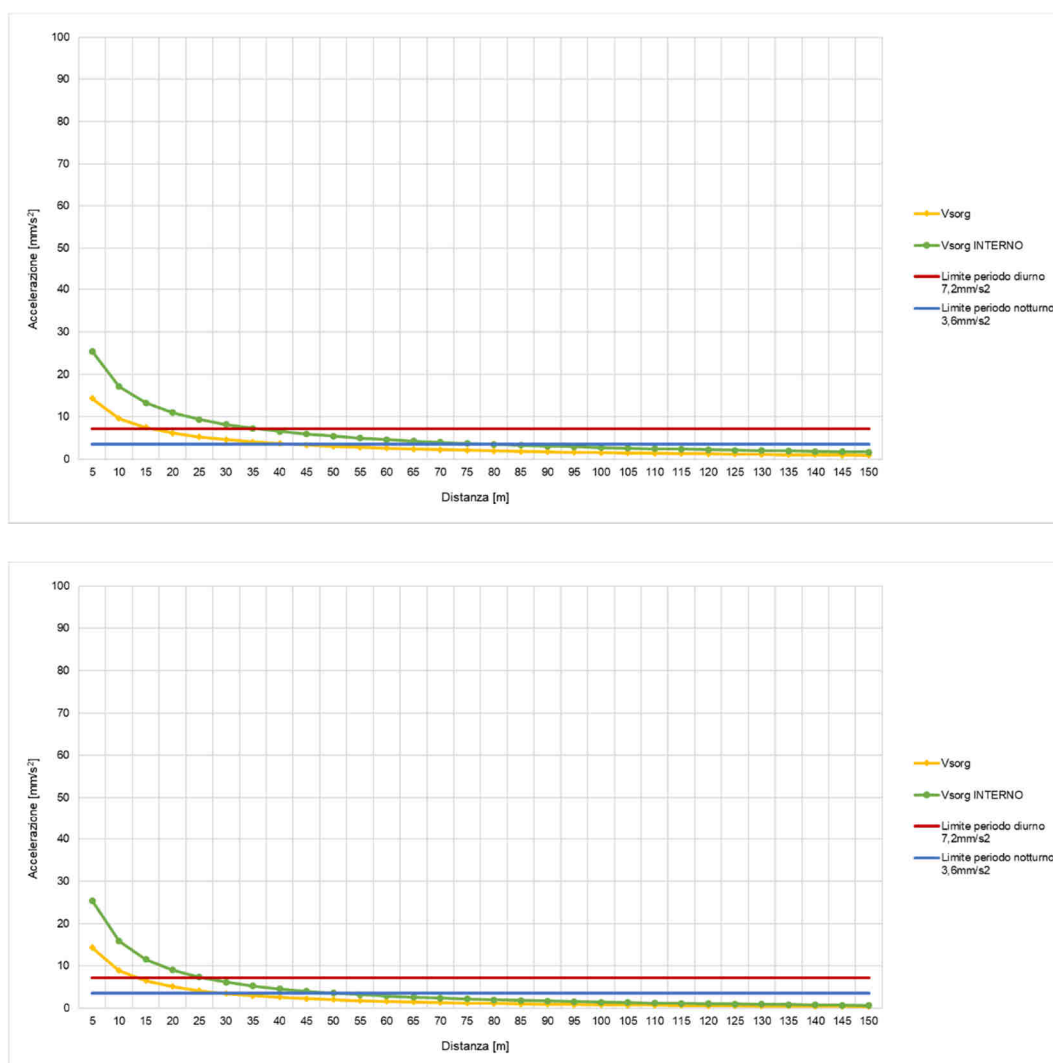 100
90
80
70
60
50
40
30
20
10
0
Accelerazione [mm/s²]
5 10 15 20 25 30 35 40 45 50 55 60 65 70 75 80 85 90 95 100 105 110 115 120 125 130 135 140 145 150
Distanza [m]
Vsorg
Vsorg INTERNO
Limite periodo diurno
7,2mm/s2
Limite periodo notturno
3,6mm/s2
100
90
80
70
60
50
40
30
20
10
0
Accelerazione [mm/s²]
5 10 15 20 25 30 35 40 45 50 55 60 65 70 75 80 85 90 95 100 105 110 115 120 125 130 135 140 145 150
Distanza [m]
Vsorg
Vsorg INTERNO
Limite periodo diurno
7,2mm/s2
Limite periodo notturno
3,6mm/s2